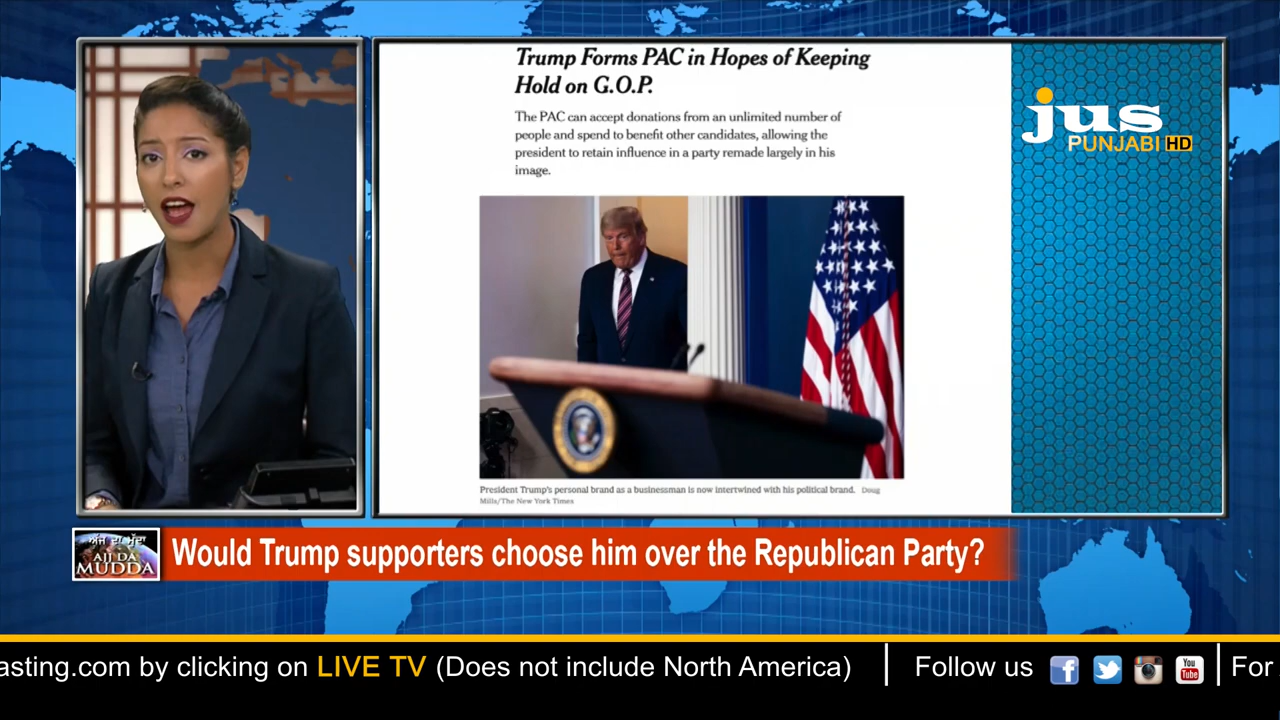 Trump Forms PAC in Hopes of Keeping
Hold on G.O.P.
The PAC can accept donations from an unlimited number of
people and spend to benefit other candidates, allowing the
president to retain influence in a party remade largely in his
image.
President Trump's personal brand as a businessman is now intertwined with his political brand. Doug
Mills/The New York Times
jus
PUNJABI HD
ਅੱਜ ਦਾ ਮੁੱਦਾ
AJJ DA
MUDDA
Would Trump supporters choose him over the Republican Party?
asting.com by clicking on LIVE TV (Does not include North America) | Follow us f You Tube | For